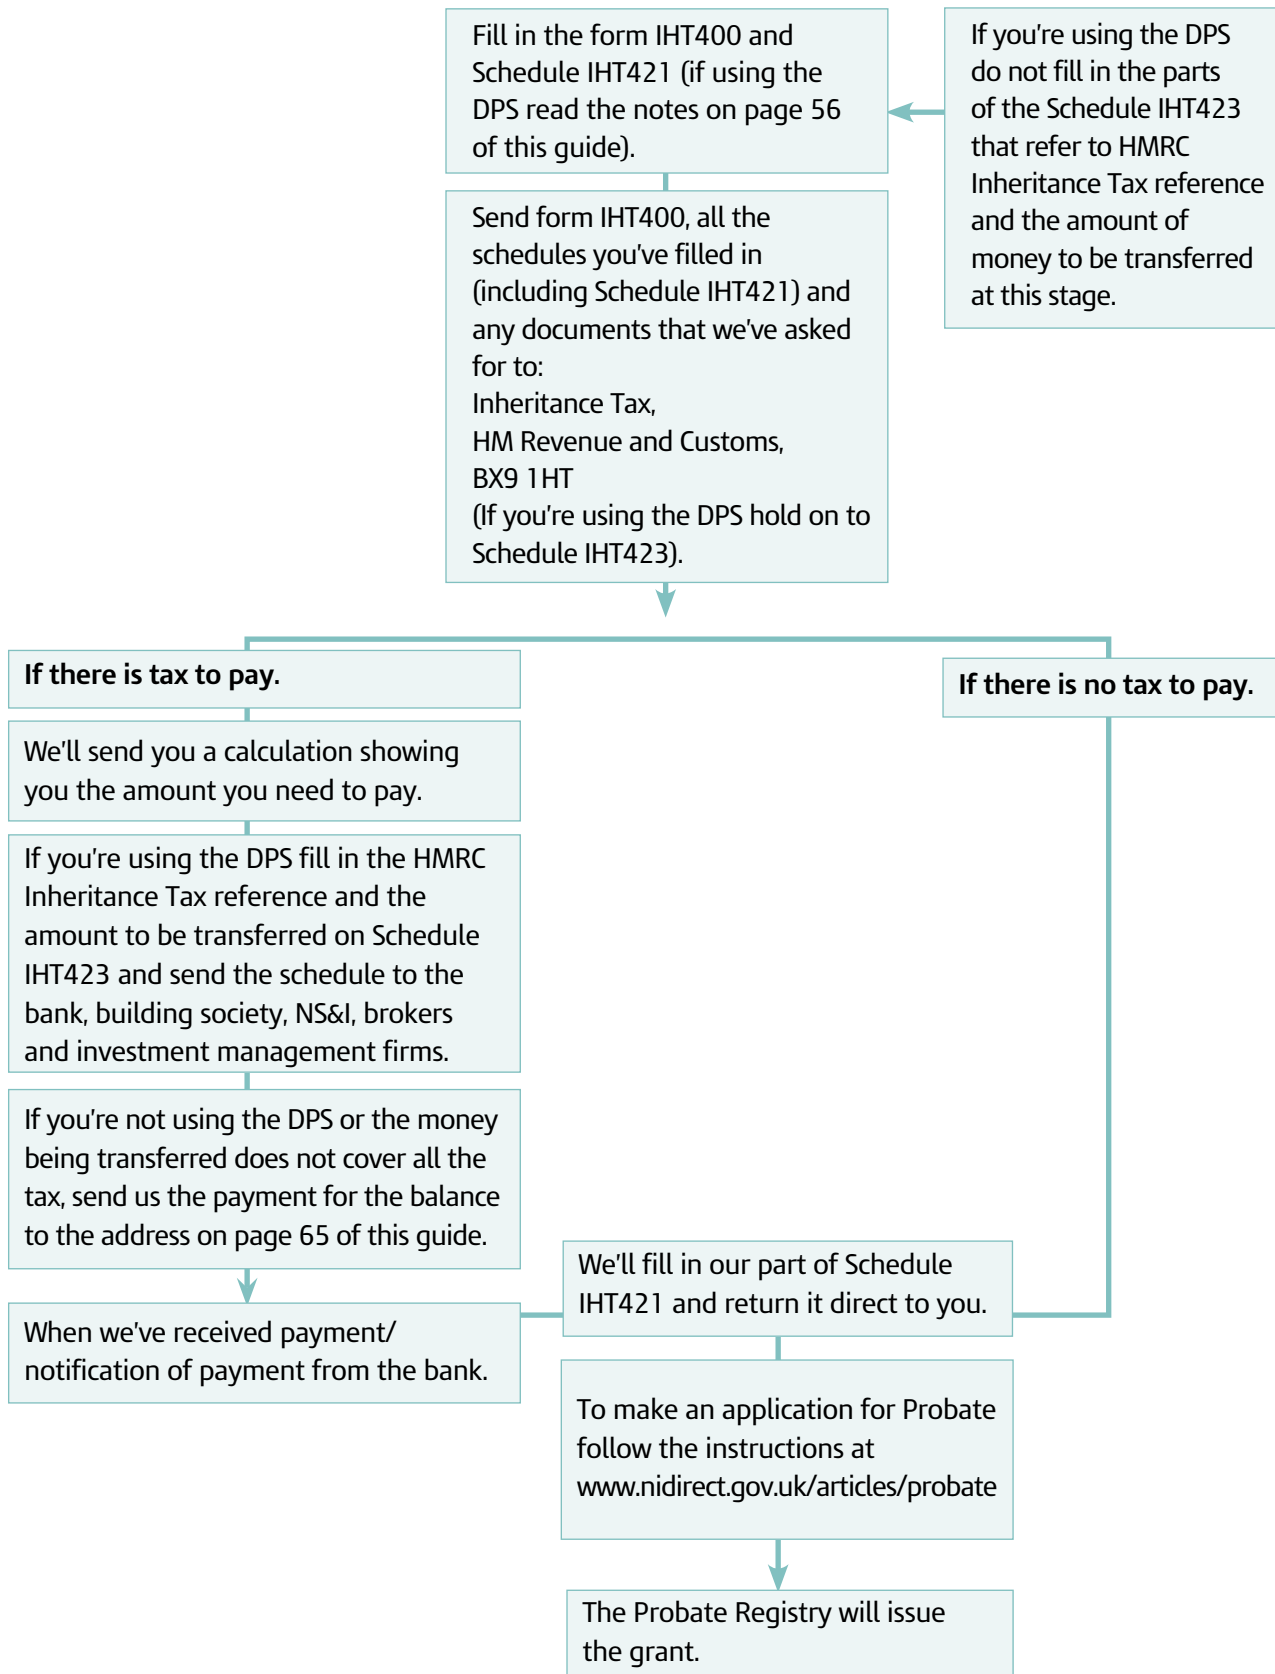 Fill in the form IHT400 and
Schedule IHT421 (if using the
DPS read the notes on page 56
of this guide).
If you're using the DPS
do not fill in the parts
of the Schedule IHT423
that refer to HMRC
Inheritance Tax reference
and the amount of
money to be transferred
at this stage.
Send form IHT400, all the
schedules you've filled in
(including Schedule IHT421) and
any documents that we've asked
for to:
Inheritance Tax,
HM Revenue and Customs,
BX9 1HT
(If you're using the DPS hold on to
Schedule IHT423).
If there is tax to pay.
If there is no tax to pay.
We'll send you a calculation showing
you the amount you need to pay.
If you're using the DPS fill in the HMRC
Inheritance Tax reference and the
amount to be transferred on Schedule
IHT423 and send the schedule to the
bank, building society, NS&I, brokers
and investment management firms.
If you're not using the DPS or the money
being transferred does not cover all the
tax, send us the payment for the balance
to the address on page 65 of this guide.
When we've received payment/
notification of payment from the bank.
We'll fill in our part of Schedule
IHT421 and return it direct to you.
To make an application for Probate
follow the instructions at
www.nidirect.gov.uk/articles/probate
The Probate Registry will issue
the grant.